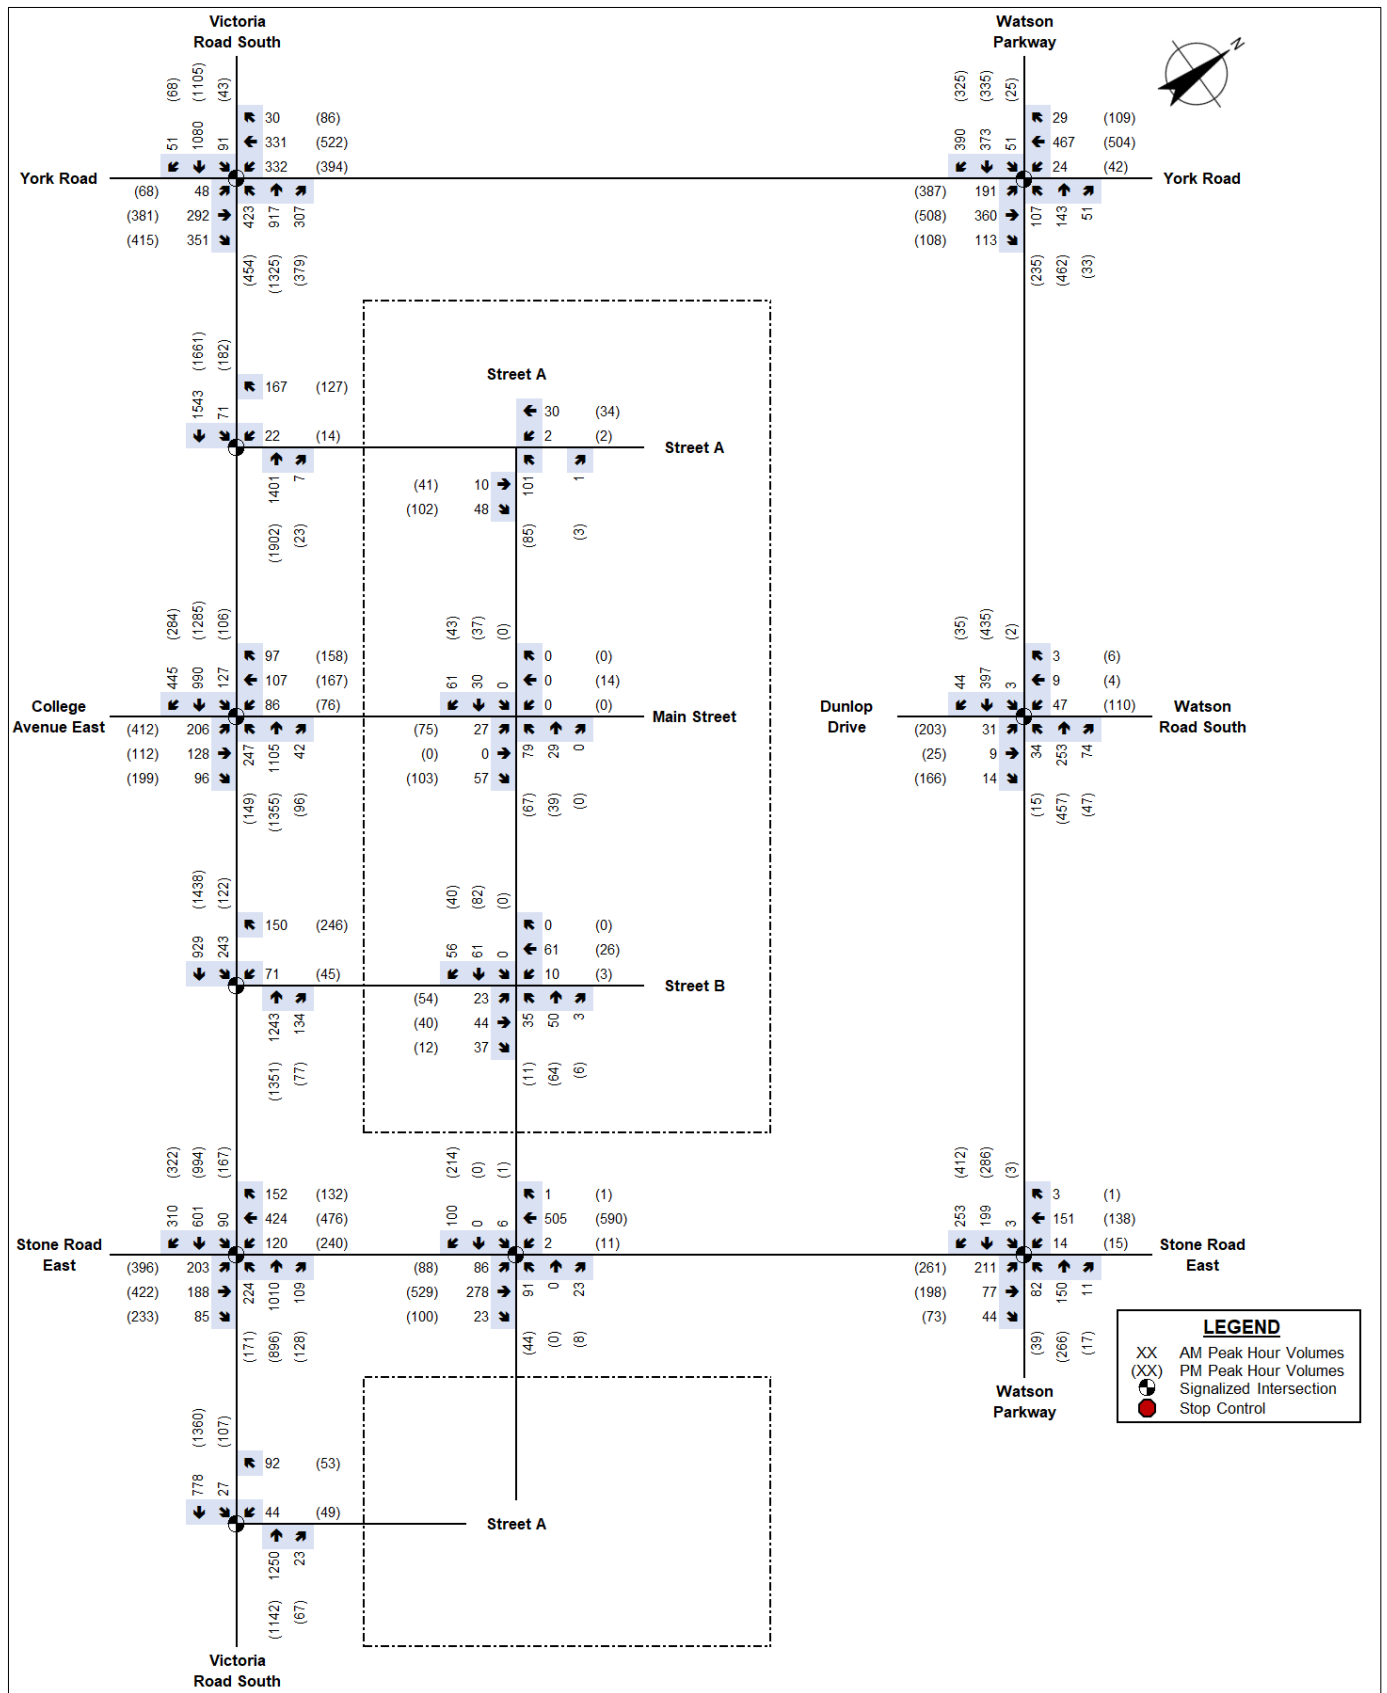 Victoria
Road South
Watson
Parkway
N
(68) (1105) (43)
(325) (335) (25)
51 1080 91
30 (86)
331 (522)
332 (394)
390 373 51
29 (109)
467 (504)
24 (42)
York Road
York Road
(68) 48
(381) 292
(415) 351
423 917 307
(454) (1325) (379)
(387) 191
(508) 360
(108) 113
107 143 51
(235) (462) (33)
(1661) (182)
1543 71
167 (127)
22 (14)
1401 7
(1902) (23)
Street A
30 (34)
2 (2)
Street A
(41) 10
(102) 48
101 1
(85) (3)
(284) (1285) (106)
445 990 127
97 (158)
107 (167)
86 (76)
(43) (37) (0)
61 30 0
0 (0)
0 (14)
0 (0)
(35) (435) (2)
44 397 3
3 (6)
9 (4)
47 (110)
College
Avenue East
Main Street
Dunlop
Drive
Watson
Road South
(412) 206
(112) 128
(199) 96
247 1105 42
(149) (1355) (96)
(75) 27
(0) 0
(103) 57
79 29 0
(67) (39) (0)
(203) 31
(25) 9
(166) 14
34 253 74
(15) (457) (47)
(1438) (122)
929 243
150 (246)
71 (45)
1243 134
(1351) (77)
(40) (82) (0)
56 61 0
0 (0)
61 (26)
10 (3)
Street B
(54) 23
(40) 44
(12) 37
35 50 3
(11) (64) (6)
(322) (994) (167)
310 601 90
152 (132)
424 (476)
120 (240)
(214) (0) (1)
100 0 6
1 (1)
505 (590)
2 (11)
(412) (286) (3)
253 199 3
3 (1)
151 (138)
14 (15)
Stone Road
East
Stone Road
East
(396) 203
(422) 188
(233) 85
224 1010 109
(171) (896) (128)
(88) 86
(529) 278
(100) 23
91 0 23
(44) (0) (8)
(261) 211
(198) 77
(73) 44
82 150 11
(39) (266) (17)
Watson
Parkway
LEGEND
XX AM Peak Hour Volumes
(XX) PM Peak Hour Volumes
Signalized Intersection
Stop Control
(1360) (107)
778 27
92 (53)
44 (49)
Street A
1250 23
(1142) (67)
Victoria
Road South